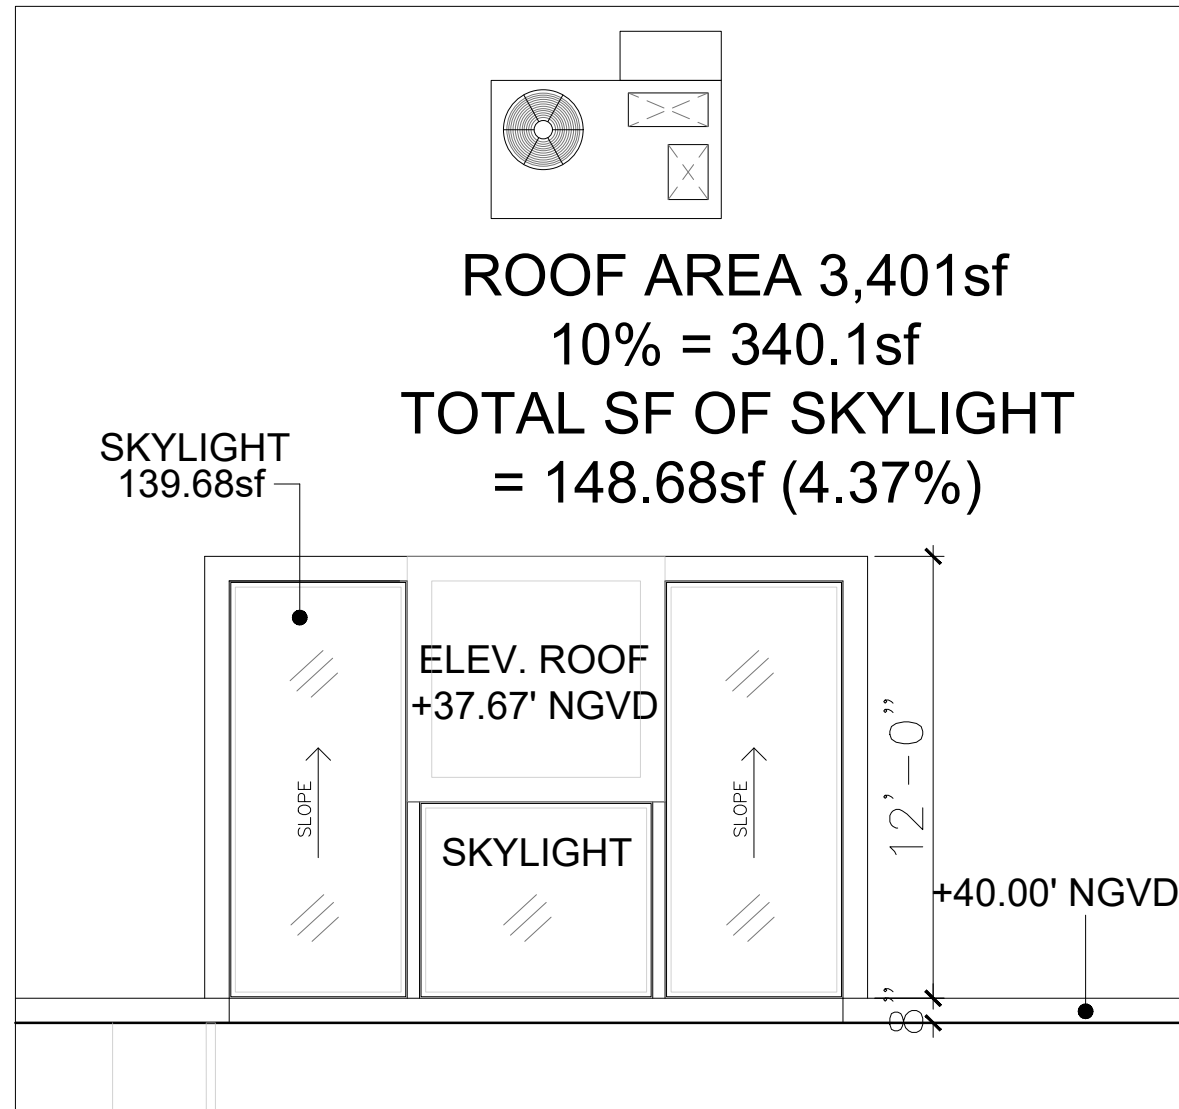 ROOF AREA 3,401sf
10% = 340.1sf
TOTAL SF OF SKYLIGHT
= 148.68sf (4.37%)
SKYLIGHT
139.68sf
ELEV. ROOF
+37.67' NGVD
SLOPE
SLOPE
12'-0"
SKYLIGHT
+40.00' NGVD
8"